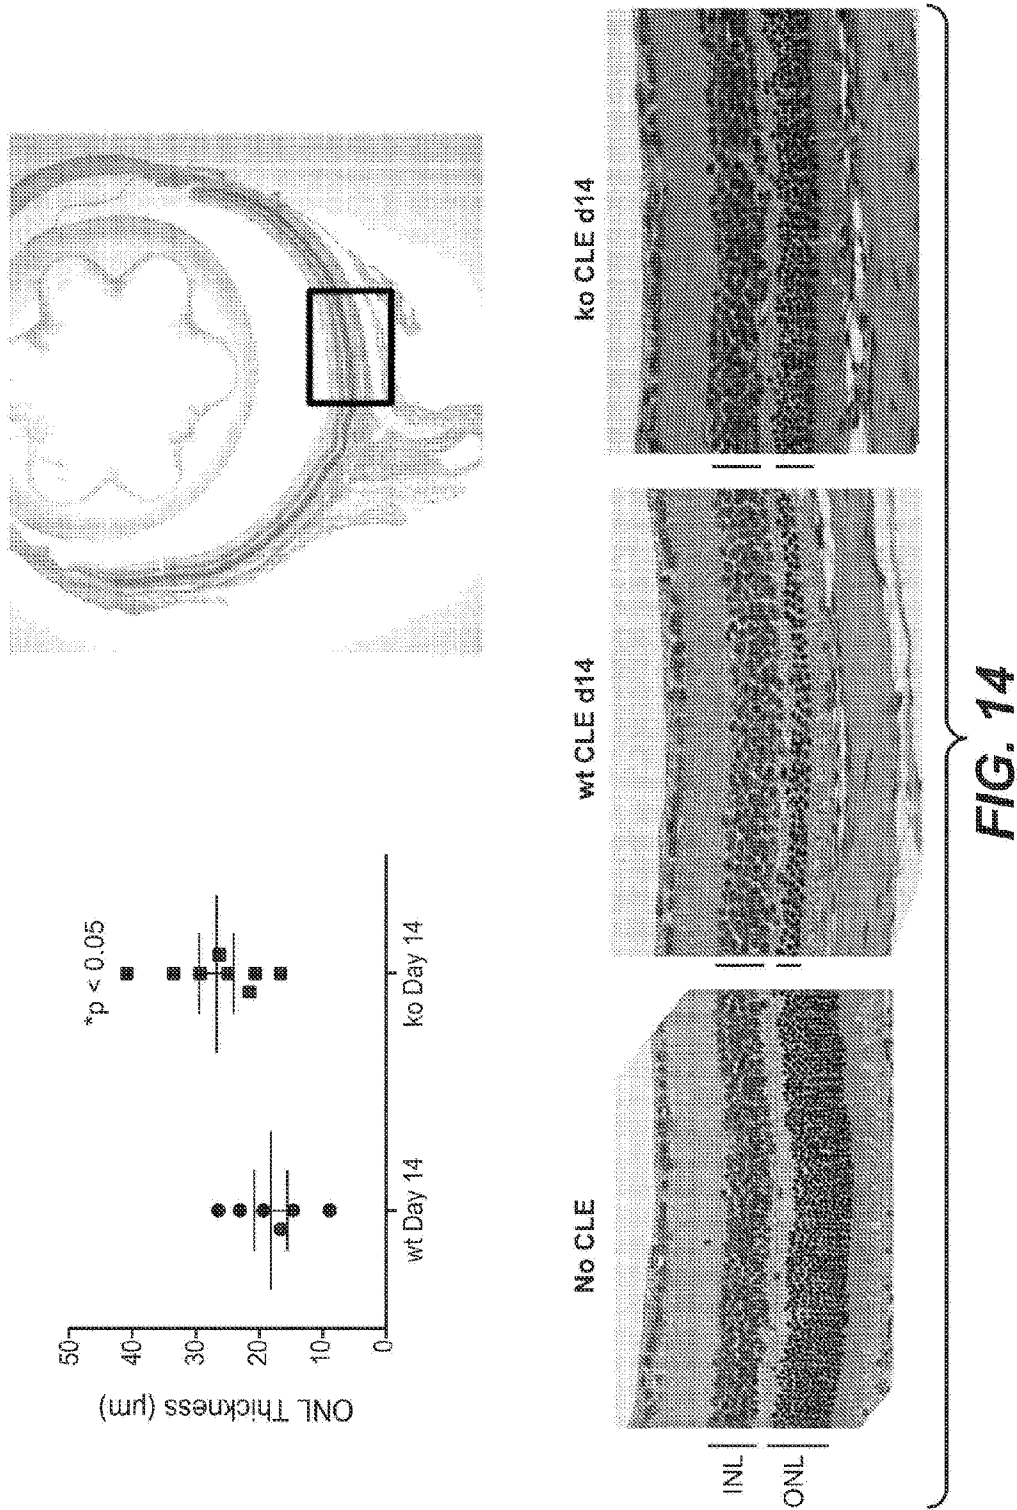 ONL Thickness (µm)
50
40
30
20
10
0
*p < 0.05
wt Day 14
ko Day 14
No CLE
wt CLE d14
ko CLE d14
INL
ONL
FIG. 14